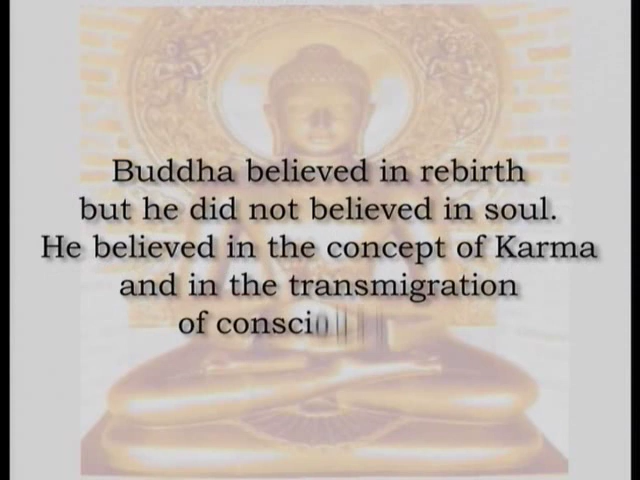 Buddha believed in rebirth
but he did not believed in soul.
He believed in the concept of Karma
and in the transmigration
of